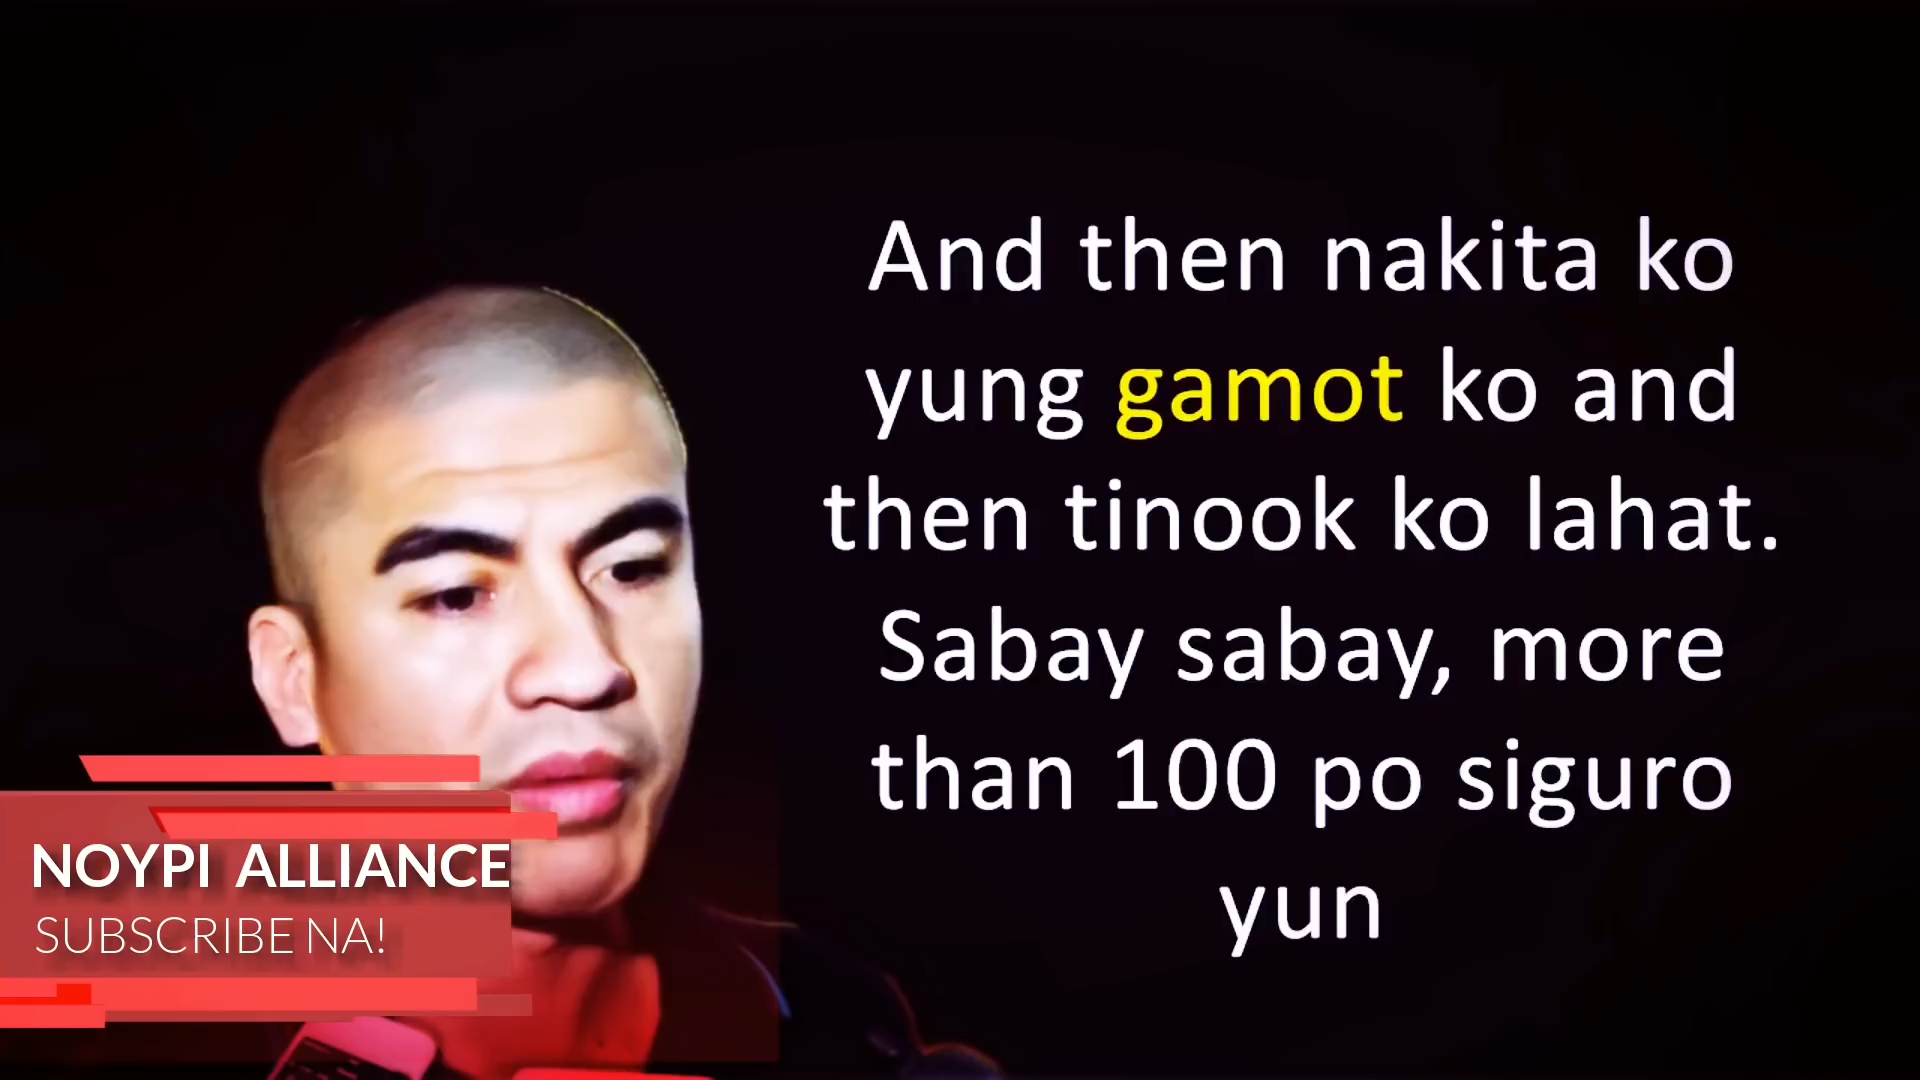 And then nakita ko
yung gamot ko and
then tinook ko lahat.
Sabay sabay, more
than 100 po siguro
yun
NOYPI ALLIANCE
SUBSCRIBE NA!